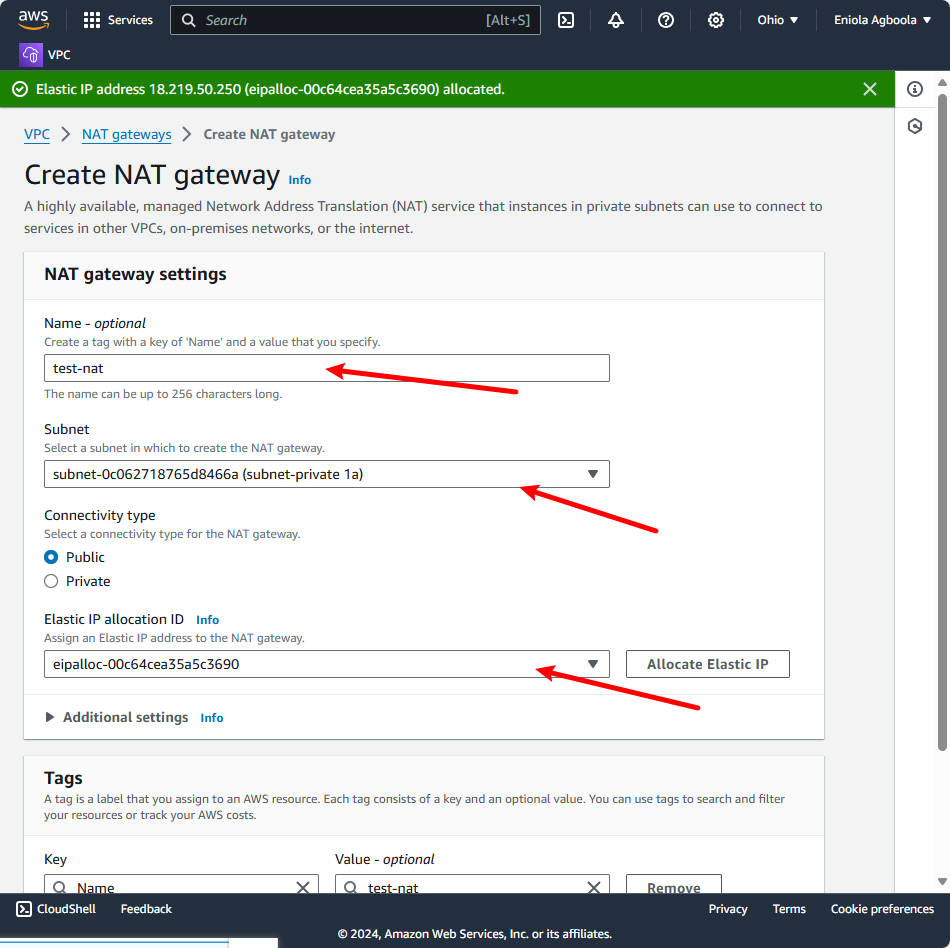 aws
Services
Search
[Alt+S]
Ohio
Eniola Agboola
VPC
Elastic IP address 18.219.50.250 (eipalloc-00c64cea35a5c3690) allocated.
VPC
NAT gateways
Create NAT gateway
Create NAT gateway Info
A highly available, managed Network Address Translation (NAT) service that instances in private subnets can use to connect to
services in other VPCs, on-premises networks, or the internet.
NAT gateway settings
Name - optional
Create a tag with a key of 'Name' and a value that you specify.
test-nat
The name can be up to 256 characters long.
Subnet
Select a subnet in which to create the NAT gateway.
subnet-0c062718765d8466a (subnet-private 1a)
Connectivity type
Select a connectivity type for the NAT gateway.
Public
Private
Elastic IP allocation ID Info
Assign an Elastic IP address to the NAT gateway.
eipalloc-00c64cea35a5c3690
Allocate Elastic IP
Additional settings Info
Tags
A tag is a label that you assign to an AWS resource. Each tag consists of a key and an optional value. You can use tags to search and filter
your resources or track your AWS costs.
Key
Value - optional
Name
test-nat
Remove
CloudShell
Feedback
Privacy
Terms
Cookie preferences
© 2024, Amazon Web Services, Inc. or its affiliates.